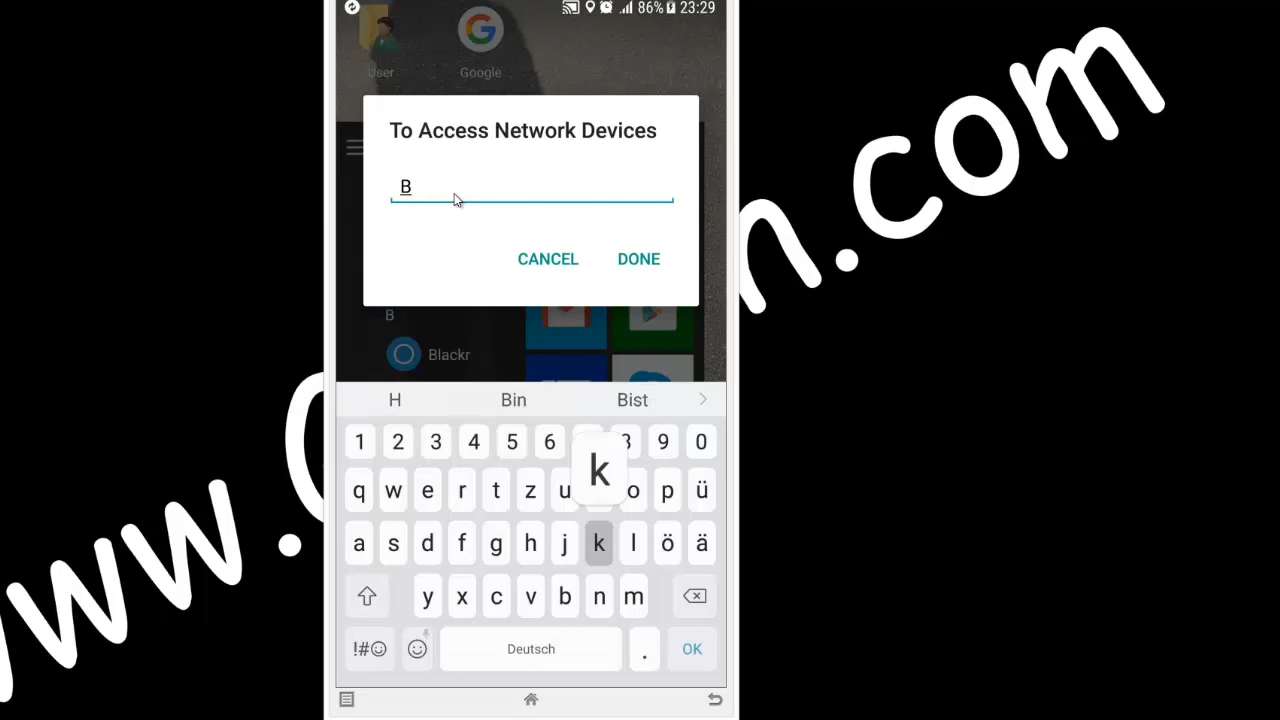 86% 23:29
User Google
To Access Network Devices
B
CANCEL DONE
B
Blackr
H Bin Bist
1 2 3 4 5 6 8 9 0
k
q w e r t z u o p ü
a s d f g h j k l ö ä
y x c v b n m
!#☺ Deutsch . OK
www.
n.com